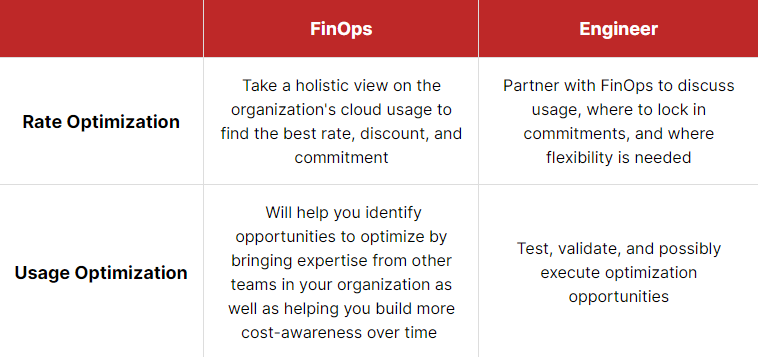 FinOps
Engineer
Rate Optimization
Take a holistic view on the
organization's cloud usage to
find the best rate, discount, and
commitment
Partner with FinOps to discuss
usage, where to lock in
commitments, and where
flexibility is needed
Usage Optimization
Will help you identify
opportunities to optimize by
bringing expertise from other
teams in your organization as
well as helping you build more
cost-awareness over time
Test, validate, and possibly
execute optimization
opportunities